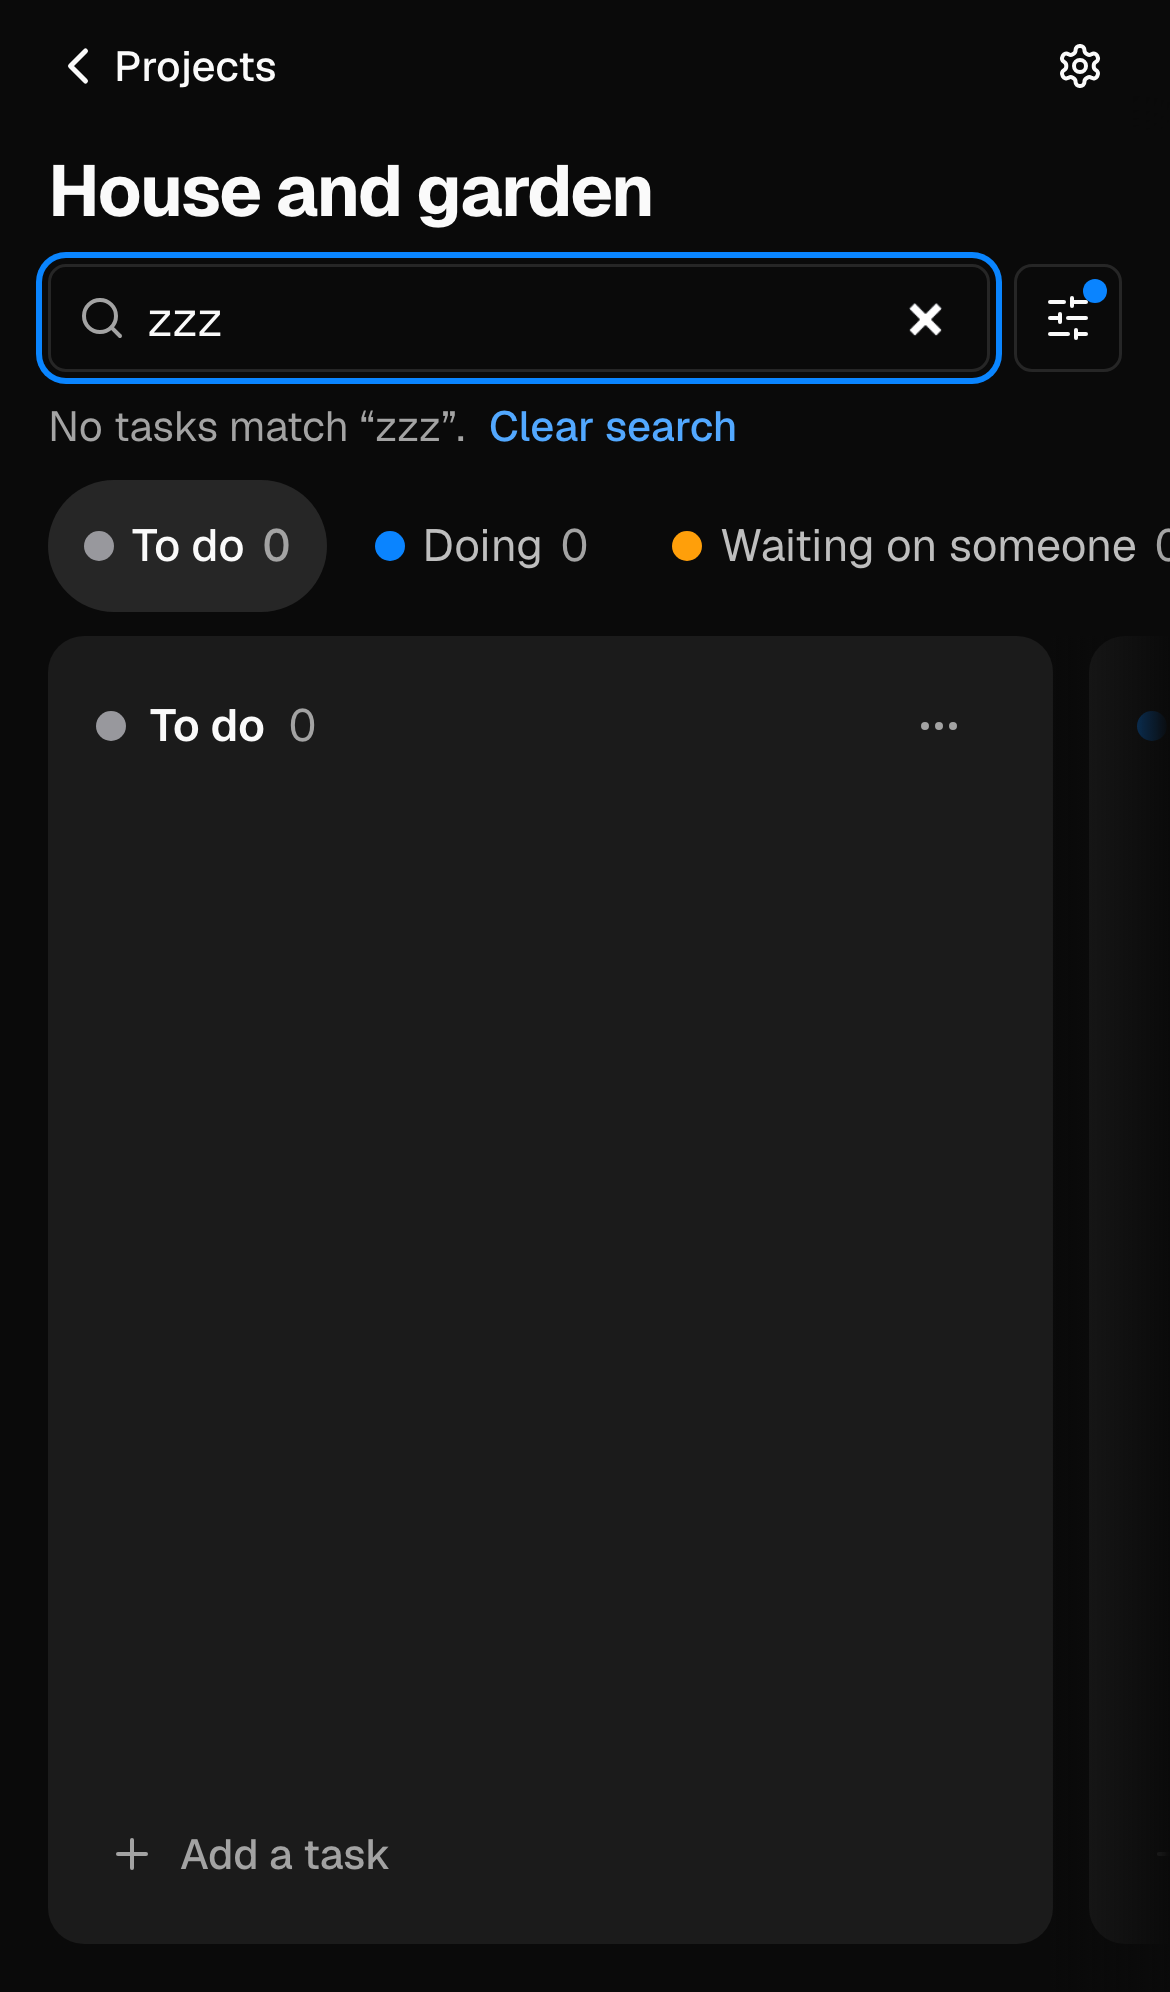 Projects
House and garden
zzz
No tasks match “zzz”. Clear search
To do 0 Doing 0 Waiting on someone
To do 0
Add a task